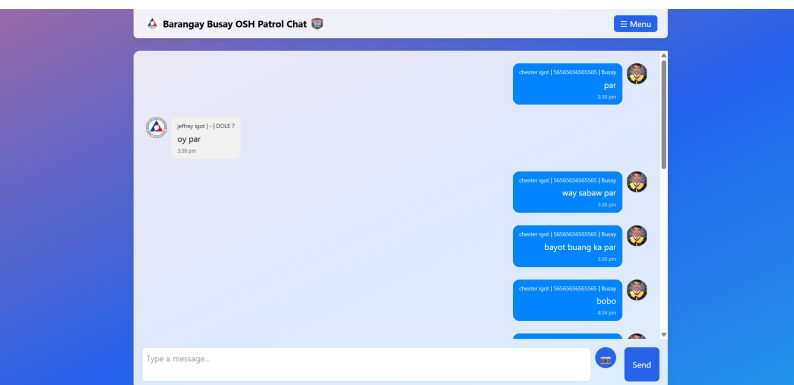 Barangay Busay OSH Patrol Chat
☰ Menu
chester igot | 56565656565565 | Busay
par
3:38 pm
jeffrey igot | - | DOLE 7
oy par
3:38 pm
chester igot | 56565656565565 | Busay
way sabaw par
3:38 pm
chester igot | 56565656565565 | Busay
bayot buang ka par
3:38 pm
chester igot | 56565656565565 | Busay
bobo
4:34 pm
Type a message...
Send